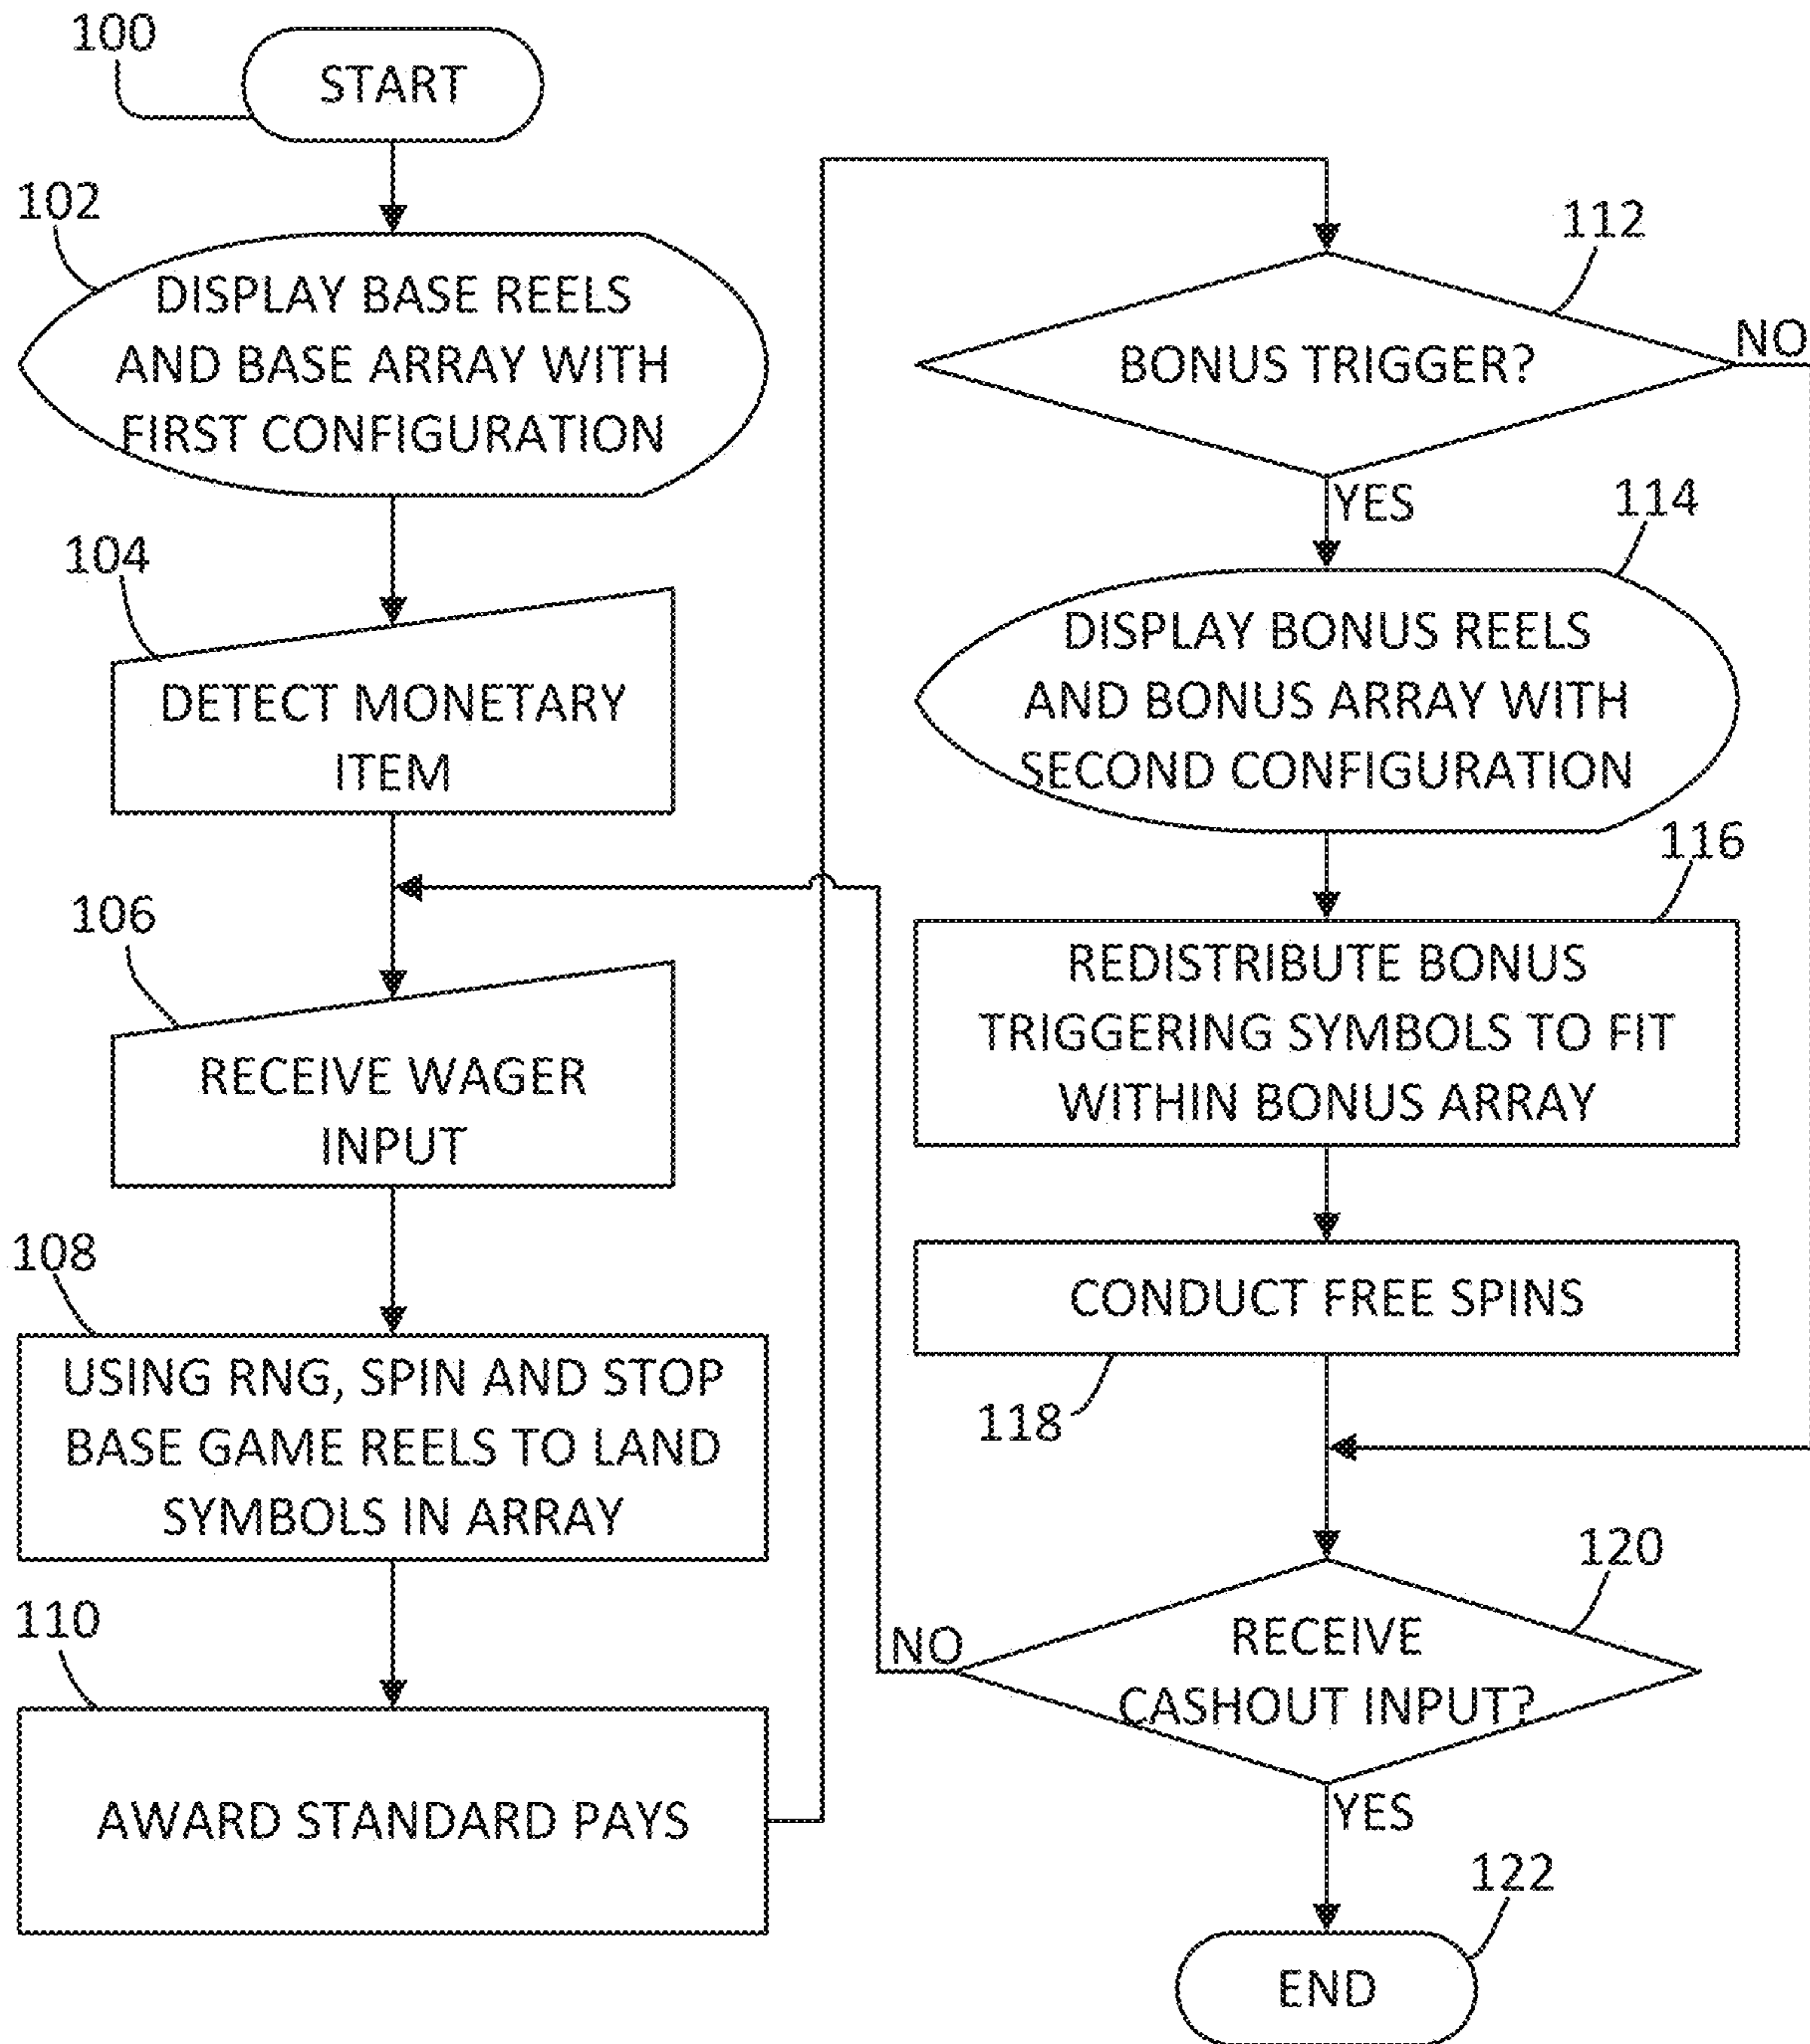 100
START
102
DISPLAY BASE REELS
AND BASE ARRAY WITH
FIRST CONFIGURATION
104
DETECT MONETARY
ITEM
106
RECEIVE WAGER
INPUT
108
USING RNG, SPIN AND STOP
BASE GAME REELS TO LAND
SYMBOLS IN ARRAY
110
AWARD STANDARD PAYS
112
BONUS TRIGGER?
NO
YES
114
DISPLAY BONUS REELS
AND BONUS ARRAY WITH
SECOND CONFIGURATION
116
REDISTRIBUTE BONUS
TRIGGERING SYMBOLS TO FIT
WITHIN BONUS ARRAY
CONDUCT FREE SPINS
118
120
RECEIVE
CASHOUT INPUT?
NO
YES
122
END